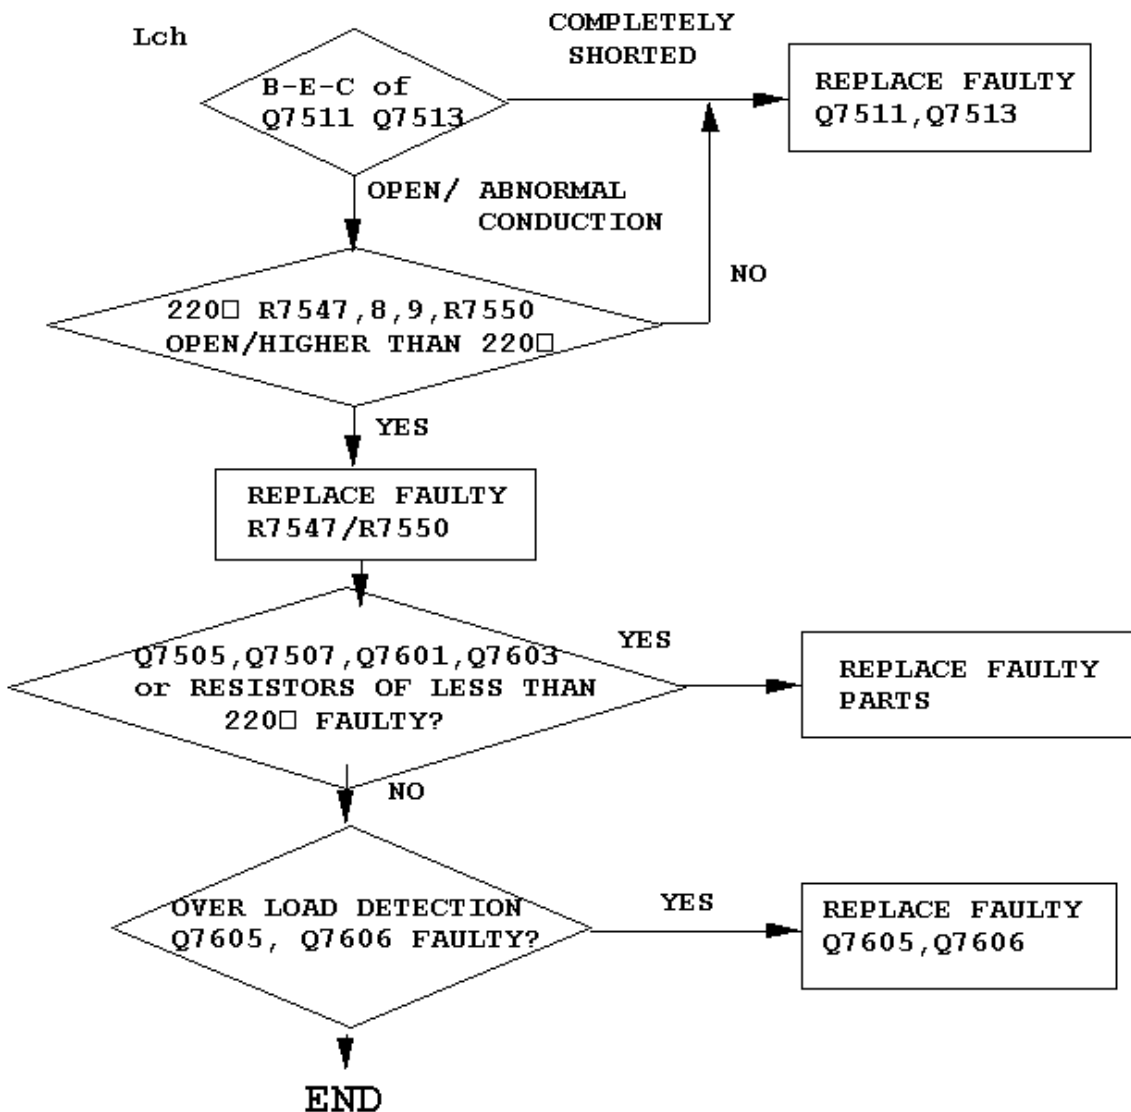 Lch
COMPLETELY
SHORTED
B-E-C of
Q7511 Q7513
REPLACE FAULTY
Q7511,Q7513
OPEN/ ABNORMAL
CONDUCTION
NO
220□ R7547,8,9,R7550
OPEN/HIGHER THAN 220□
YES
REPLACE FAULTY
R7547/R7550
Q7505,Q7507,Q7601,Q7603
or RESISTORS OF LESS THAN
220□ FAULTY?
YES
REPLACE FAULTY
PARTS
NO
OVER LOAD DETECTION
Q7605, Q7606 FAULTY?
YES
REPLACE FAULTY
Q7605,Q7606
END